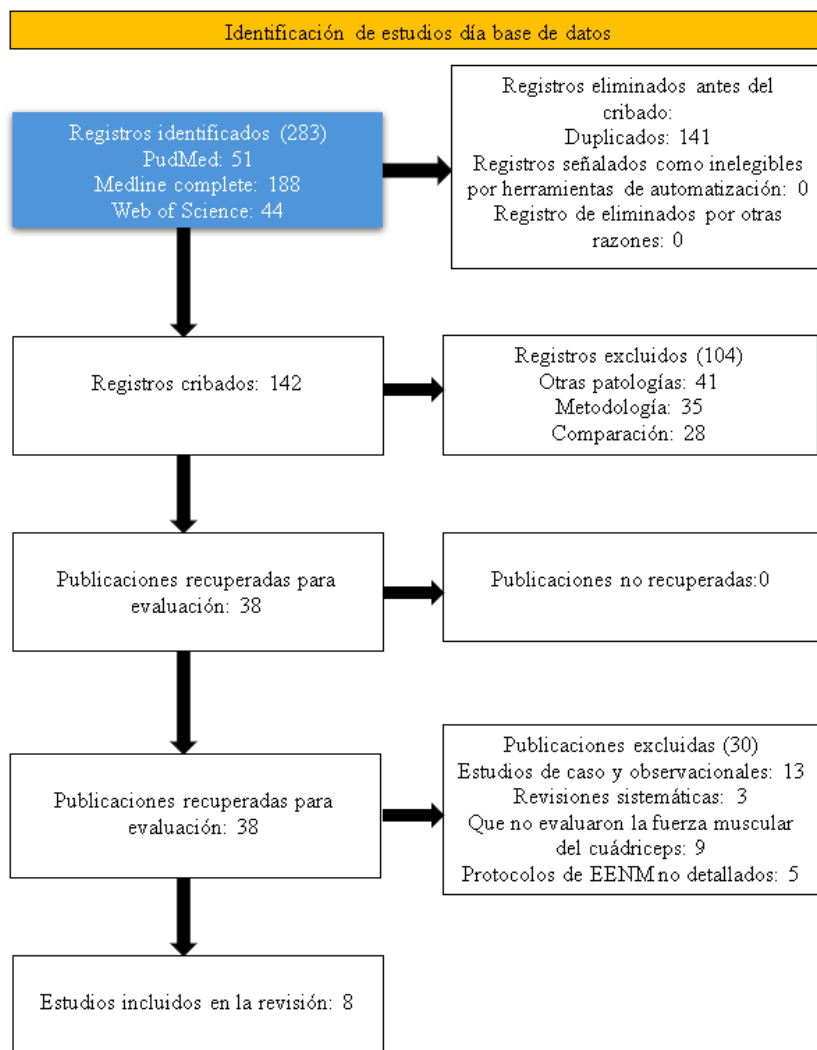 Identificación de estudios día base de datos
Registros identificados (283)
PudMed: 51
Medline complete: 188
Web of Science: 44
Registros eliminados antes del
cribado:
Duplicados: 141
Registros señalados como inelegibles
por herramientas de automatización: 0
Registro de eliminados por otras
razones: 0
Registros cribados: 142
Registros excluidos (104)
Otras patologías: 41
Metodología: 35
Comparación: 28
Publicaciones recuperadas para
evaluación: 38
Publicaciones no recuperadas:0
Publicaciones recuperadas para
evaluación: 38
Publicaciones excluidas (30)
Estudios de caso y observacionales: 13
Revisiones sistemáticas: 3
Que no evaluaron la fuerza muscular
del cuádriceps: 9
Protocolos de EENM no detallados: 5
Estudios incluidos en la revisión: 8